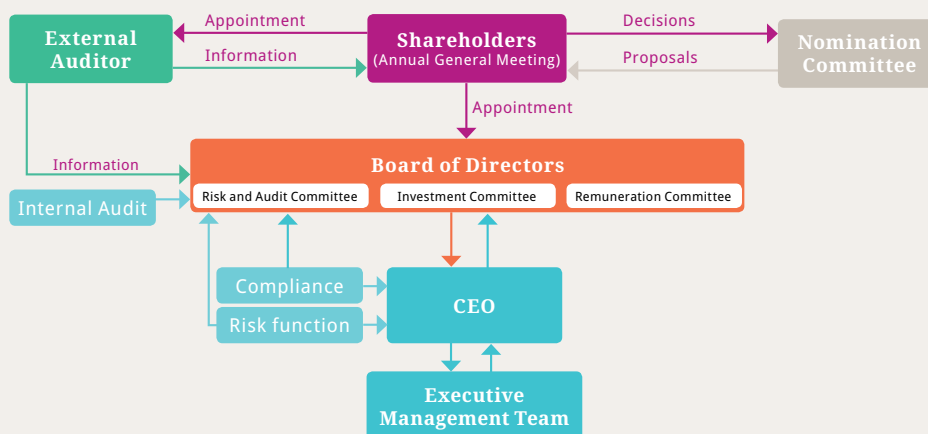 Appointment
Decisions
External
Auditor
Shareholders
(Annual General Meeting)
Nomination
Committee
Information
Proposals
Appointment
Board of Directors
Information
Risk and Audit Committee
Investment Committee
Remuneration Committee
Internal Audit
Compliance
CEO
Risk function
Executive
Management Team